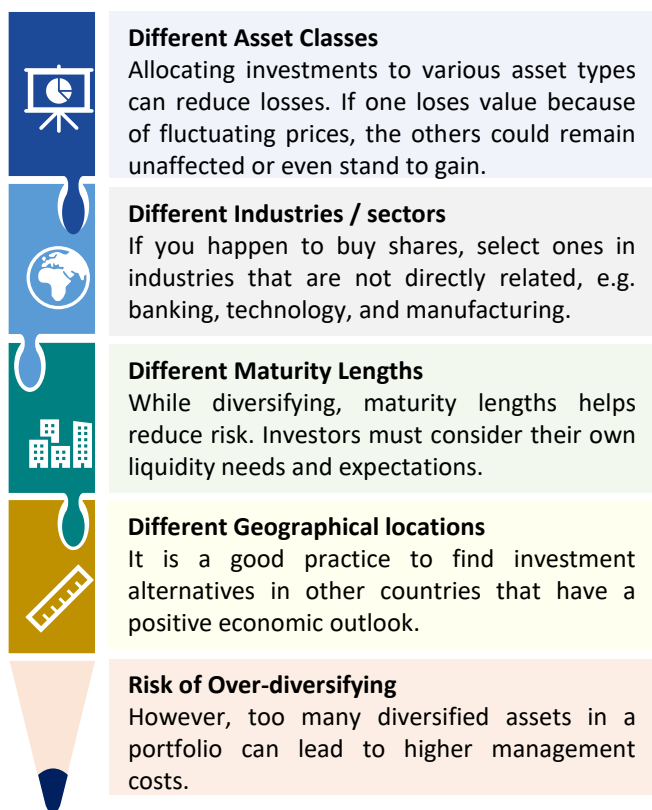 Different Asset Classes
Allocating investments to various asset types
can reduce losses. If one loses value because
of fluctuating prices, the others could remain
unaffected or even stand to gain.
Different Industries / sectors
If you happen to buy shares, select ones in
industries that are not directly related, e.g.
banking, technology, and manufacturing.
Different Maturity Lengths
While diversifying, maturity lengths helps
reduce risk. Investors must consider their own
liquidity needs and expectations.
Different Geographical locations
It is a good practice to find investment
alternatives in other countries that have a
positive economic outlook.
Risk of Over-diversifying
However, too many diversified assets in a
portfolio can lead to higher management
costs.